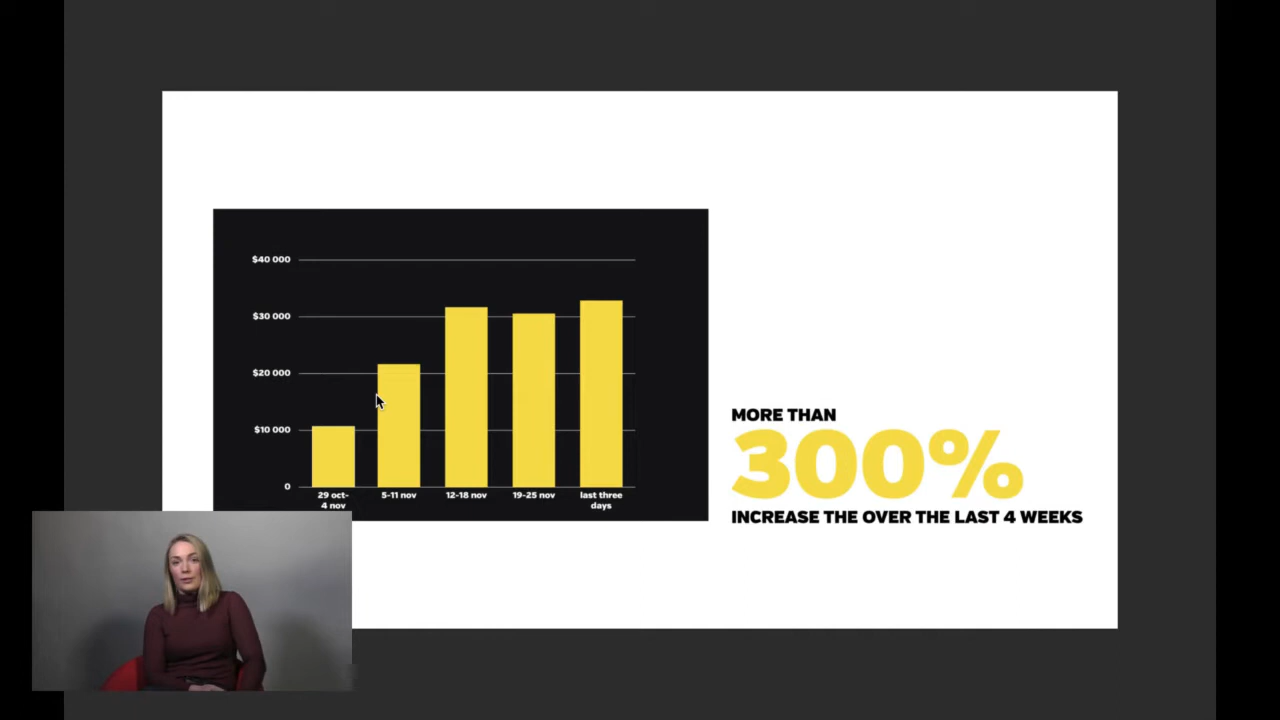 $40 000
$30 000
$20 000
$10 000
0
29 oct-
4 nov
5-11 nov
12-18 nov
19-25 nov
last three
days
MORE THAN
300%
INCREASE THE OVER THE LAST 4 WEEKS